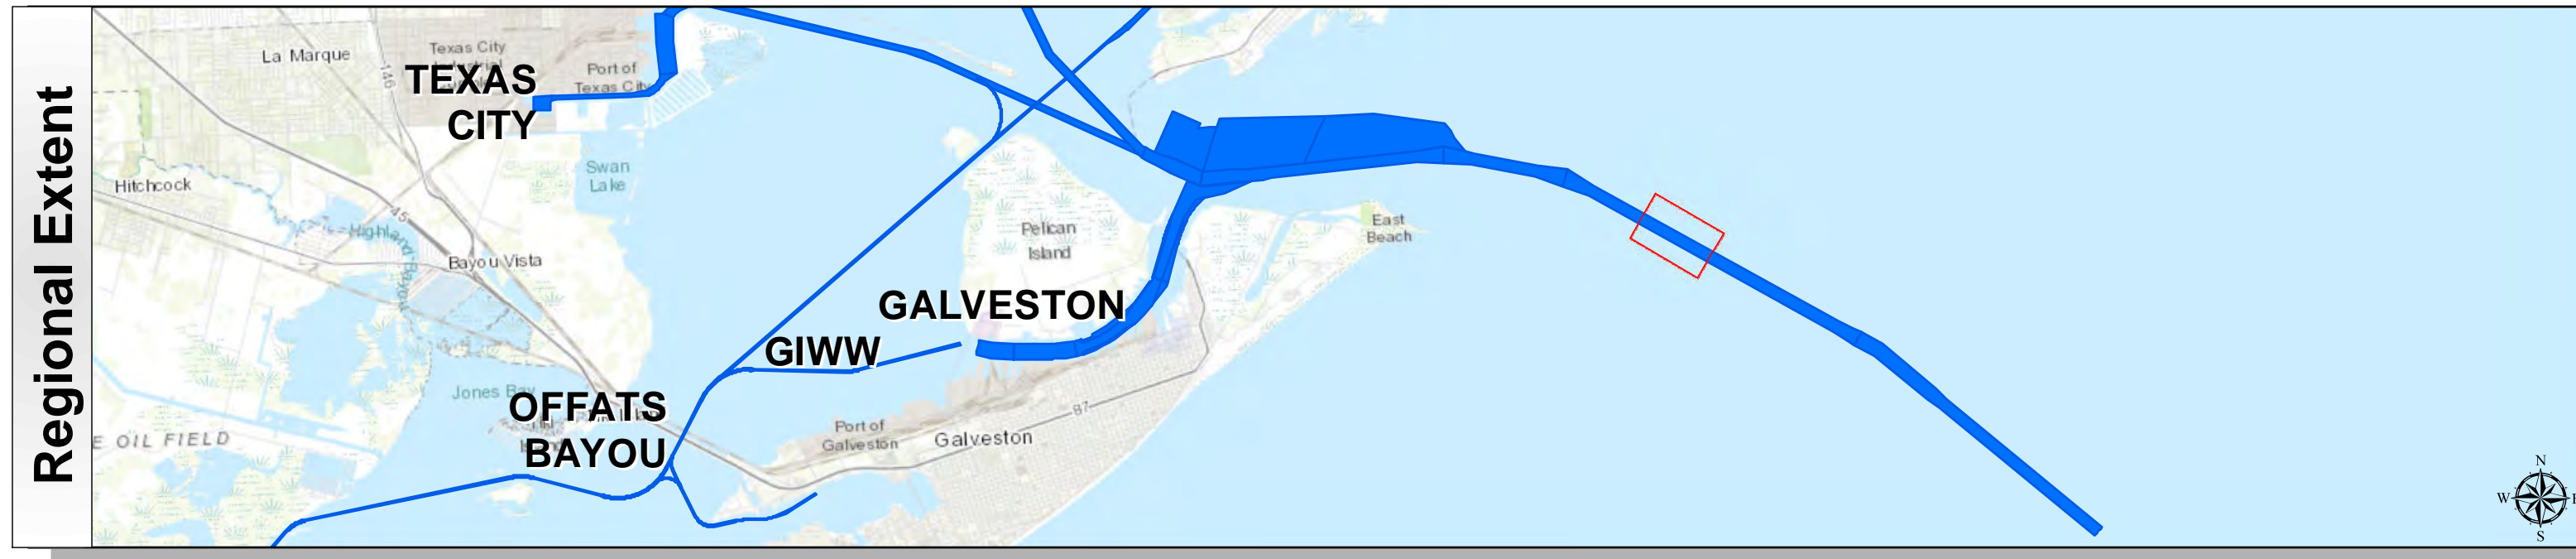 Regional Extent
La Marque
146
Texas City
Industrial
TEXAS
CITY
Port of
Texas City
Swan
Lake
Hitchcock
45
Highland Bayou
Bayou Vista
Pelican
Island
East
Beach
GALVESTON
GIWW
Jones Bay
OFFATS
BAYOU
Port of
Galveston
Galveston
87
E OIL FIELD
N
W
S